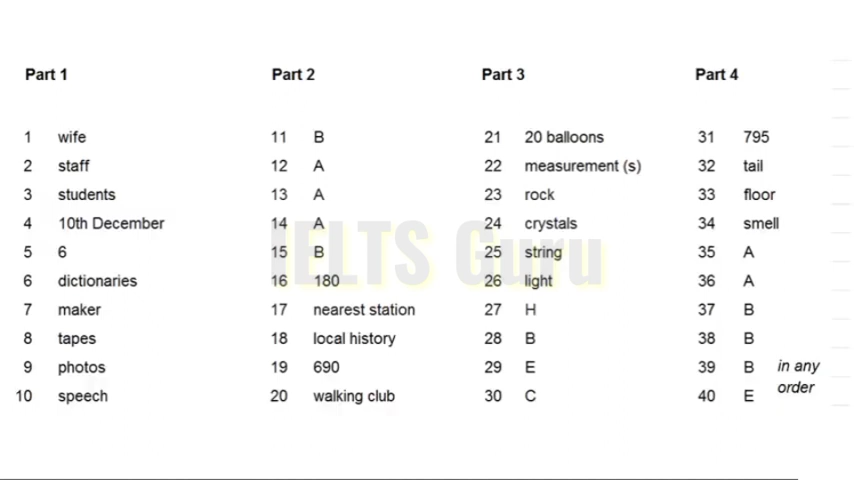 Part 1 Part 2 Part 3 Part 4
1 wife 11 B 21 20 balloons 31 795
2 staff 12 A 22 measurement (s) 32 tail
3 students 13 A 23 rock 33 floor
4 10th December 14 A 24 crystals 34 smell
IELTS Guru
5 6 15 B 25 string 35 A
6 dictionaries 16 180 26 light 36 A
7 maker 17 nearest station 27 H 37 B
8 tapes 18 local history 28 B 38 B
9 photos 19 690 29 E 39 B in any
10 speech 20 walking club 30 C 40 E order